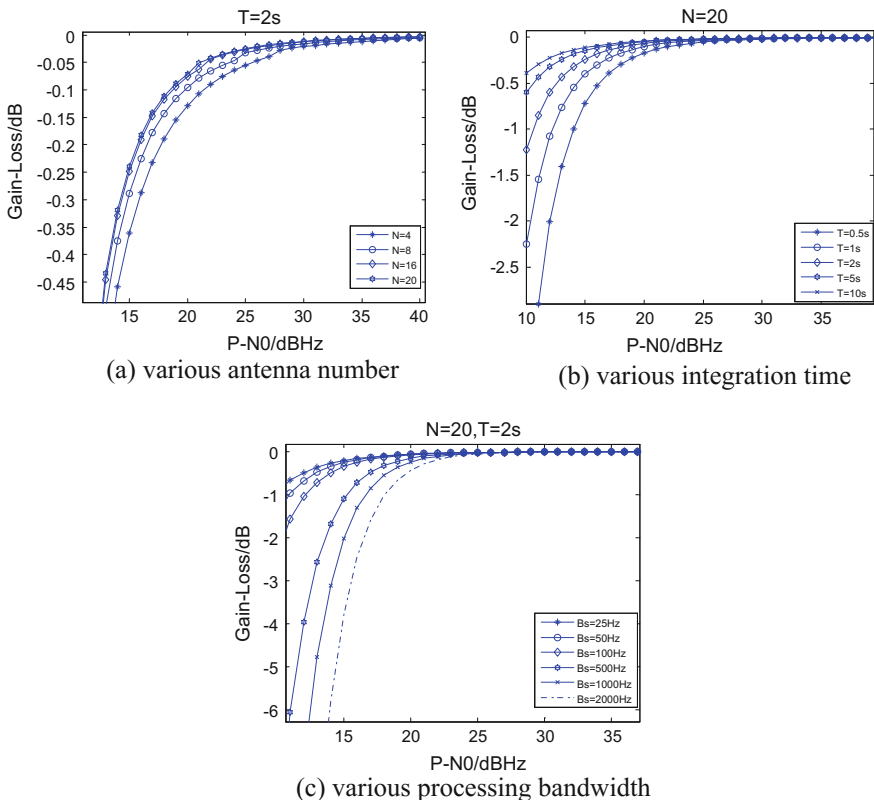 T=2s
0
-0.05
-0.1
-0.15
-0.2
-0.25
-0.3
-0.35
-0.4
-0.45
Gain-Loss/dB
N=4
N=8
N=16
N=20
15 20 25 30 35 40
P-N0/dBHz
(a) various antenna number
N=20
0
-0.5
-1
-1.5
-2
-2.5
Gain-Loss/dB
T=0.5s
T=1s
T=2s
T=5s
T=10s
10 15 20 25 30 35
P-N0/dBHz
(b) various integration time
N=20,T=2s
0
-1
-2
-3
-4
-5
-6
Gain-Loss/dB
Bs=25Hz
Bs=50Hz
Bs=100Hz
Bs=500Hz
Bs=1000Hz
Bs=2000Hz
15 20 25 30 35
P-N0/dBHz
(c) various processing bandwidth